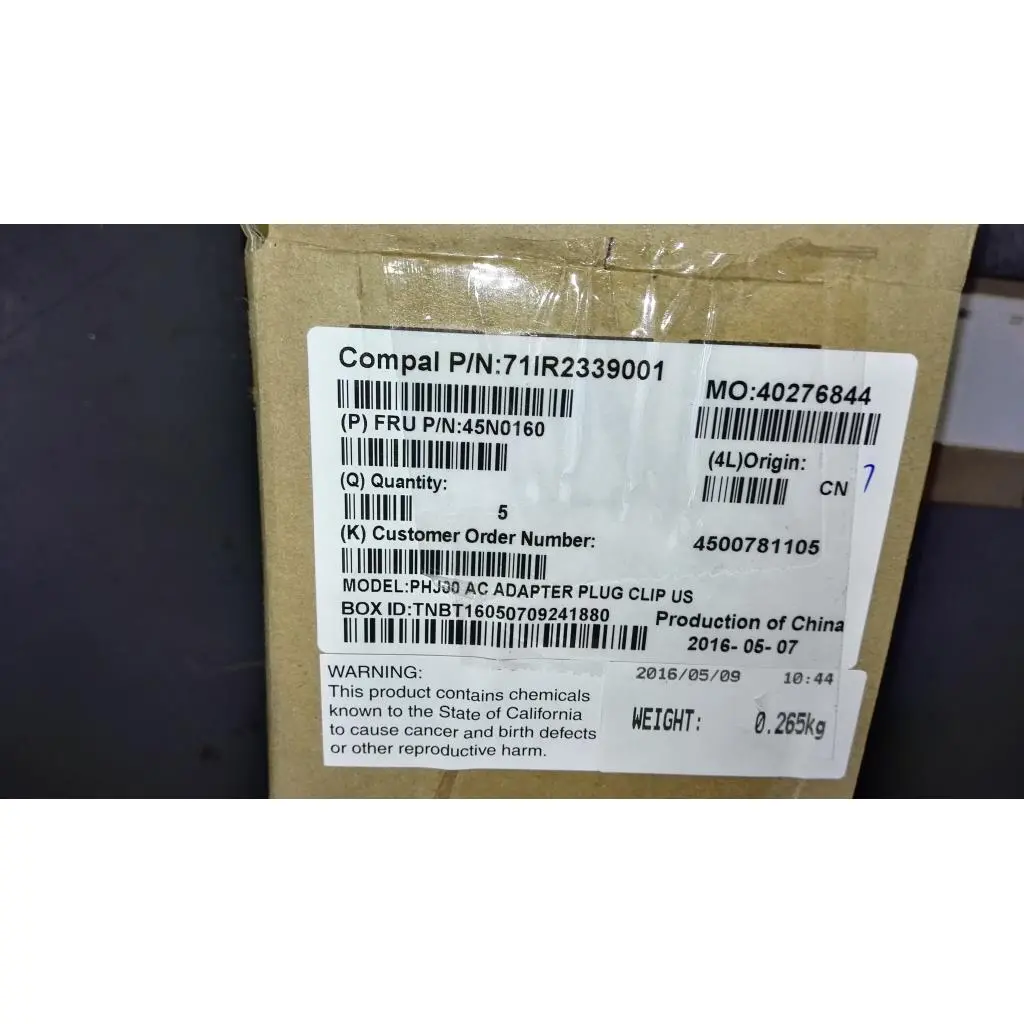 Compal P/N:71IR2339001
MO:40276844
(P) FRU P/N:45N0160
(4L)Origin:
CN 7
(Q) Quantity:
5
(K) Customer Order Number:
4500781105
MODEL:PHJ00 AC ADAPTER PLUG CLIP US
BOX ID:TNBT16050709241880
Production of China
2016- 05- 07
WARNING:
This product contains chemicals
known to the State of California
to cause cancer and birth defects
or other reproductive harm.
2016/05/09 10:44
WEIGHT: 0.265kg